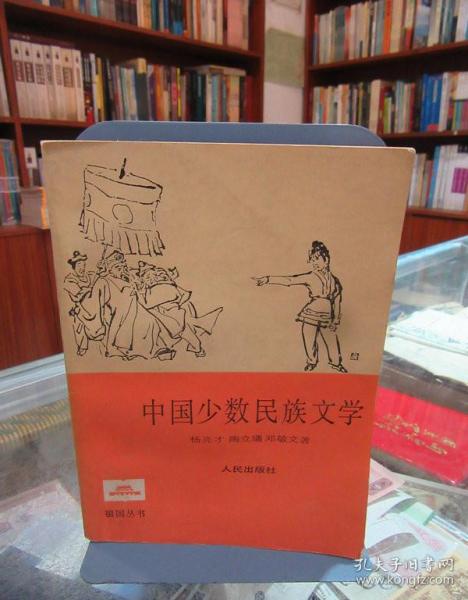 中国少数民族文学
杨亮才 陶立璠 邓敏文著
人民出版社
祖国丛书
孔夫子旧书网
https://www.kongfz.com